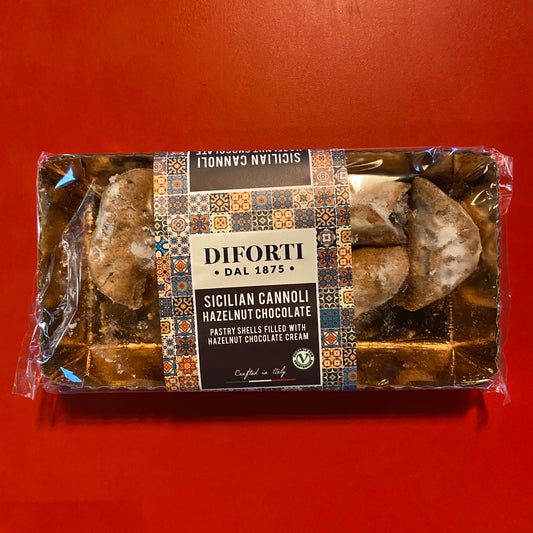 SICILIAN CANNOLI
HAZELNUT CHOCOLATE
DIFORTI
• DAL 1875 •
SICILIAN CANNOLI
HAZELNUT CHOCOLATE
PASTRY SHELLS FILLED WITH
HAZELNUT CHOCOLATE CREAM
V
Crafted in Italy